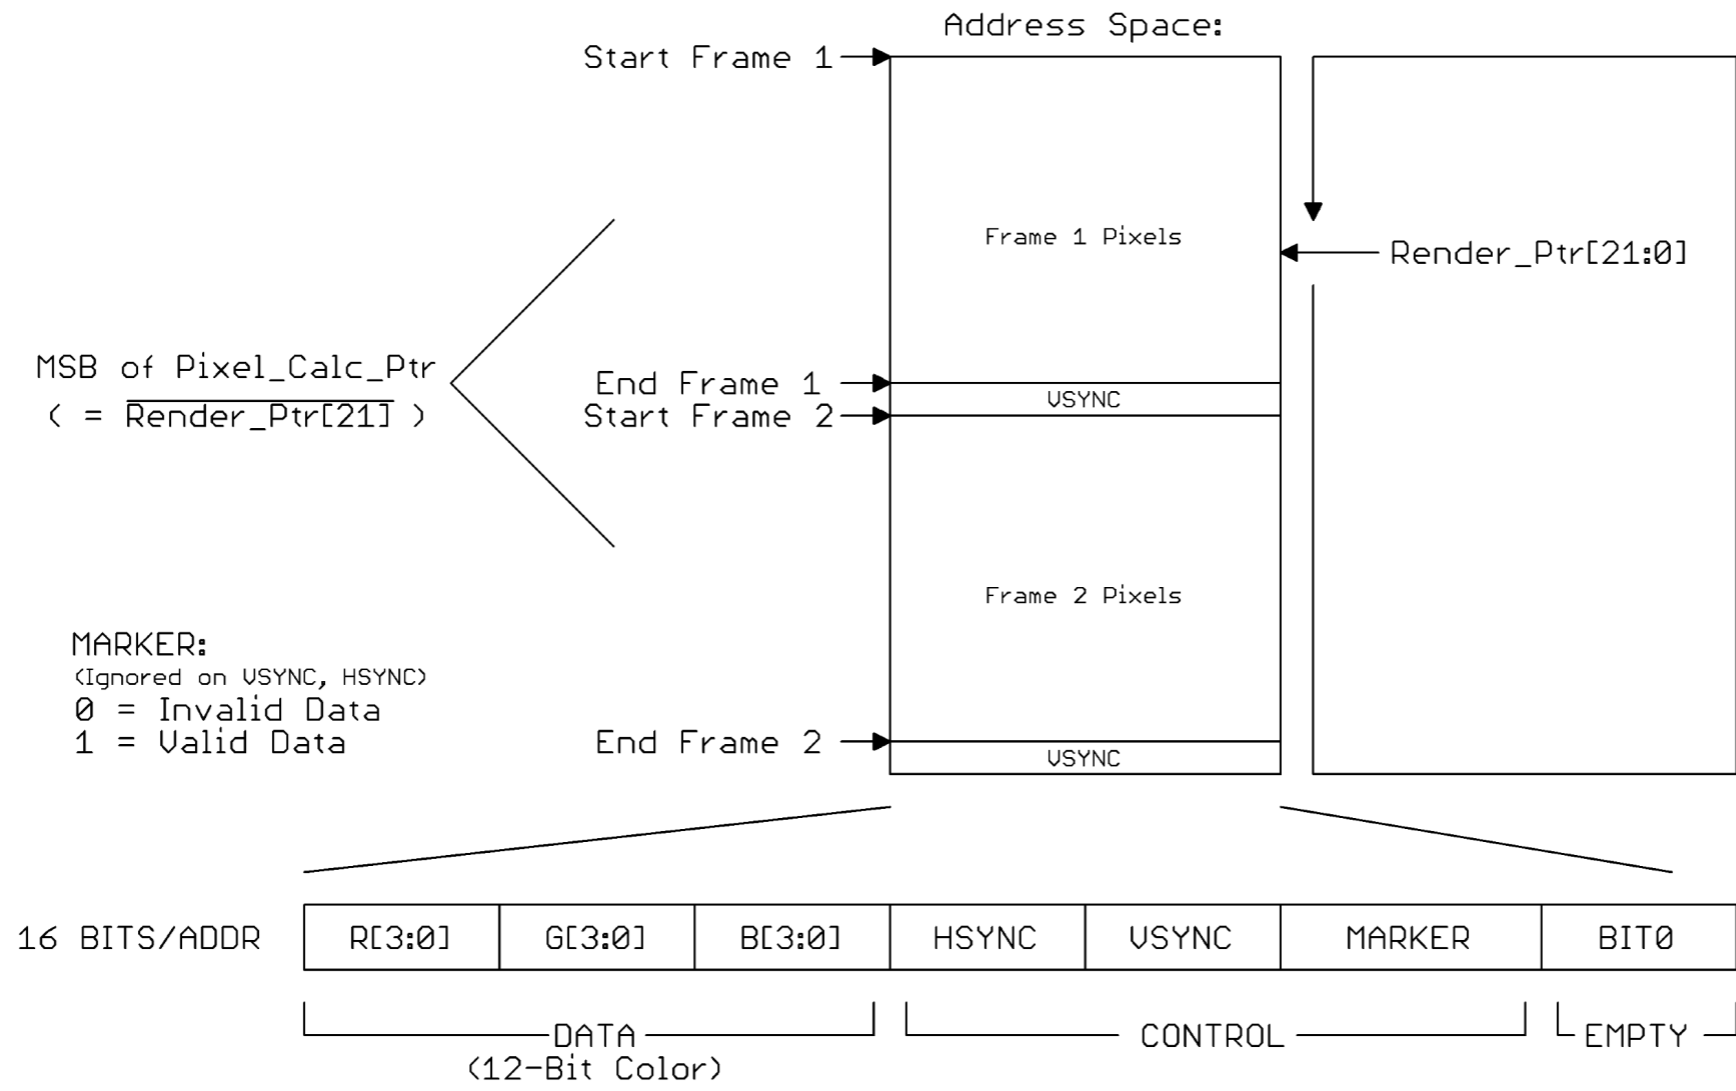 Address Space:
Start Frame 1
Frame 1 Pixels
Render_Ptr[21:0]
MSB of Pixel_Calc_Ptr
( = Render_Ptr[21] )
End Frame 1
VSYNC
Start Frame 2
Frame 2 Pixels
MARKER:
(Ignored on VSYNC, HSYNC)
0 = Invalid Data
1 = Valid Data
End Frame 2
VSYNC
16 BITS/ADDR
R[3:0]
G[3:0]
B[3:0]
HSYNC
VSYNC
MARKER
BIT0
DATA
(12-Bit Color)
CONTROL
EMPTY